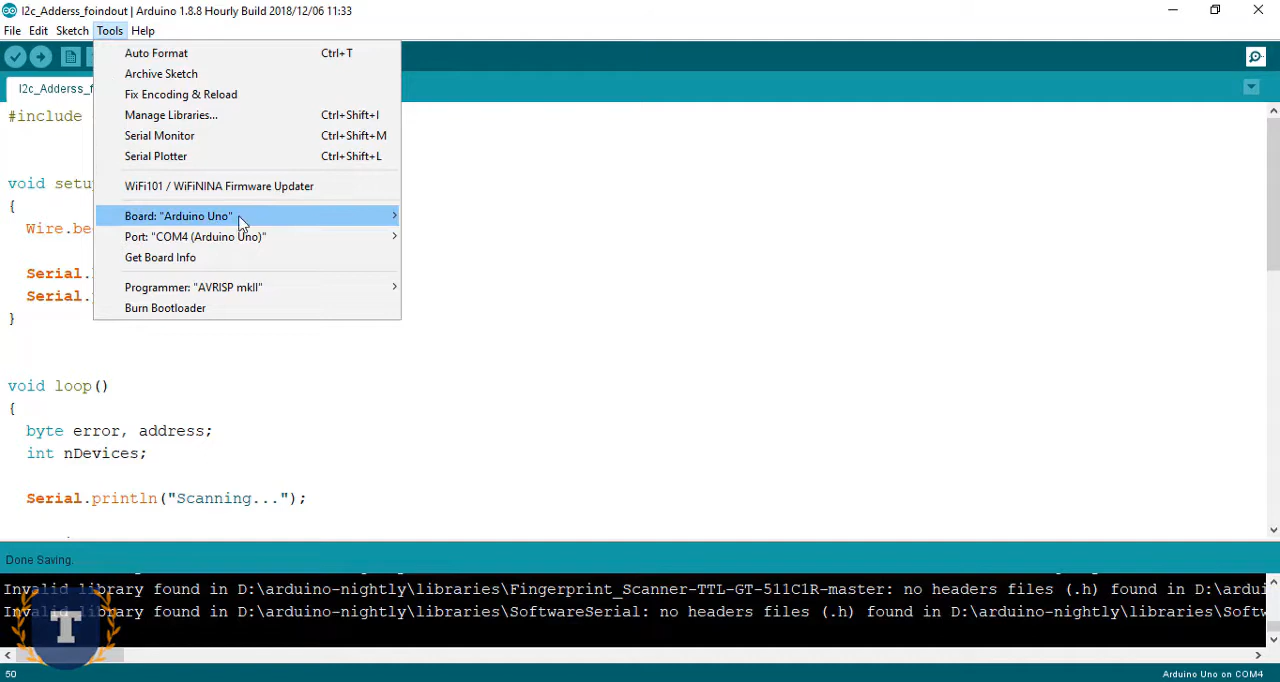 I2c_Adderss_foindout | Arduino 1.8.8 Hourly Build 2018/12/06 11:33
File Edit Sketch Tools Help
I2c_Adderss_f
Auto Format Ctrl+T
Archive Sketch
Fix Encoding & Reload
Manage Libraries... Ctrl+Shift+I
Serial Monitor Ctrl+Shift+M
Serial Plotter Ctrl+Shift+L
WiFi101 / WiFiNINA Firmware Updater
Board: "Arduino Uno"
Port: "COM4 (Arduino Uno)"
Get Board Info
Programmer: "AVRISP mkII"
Burn Bootloader
#include
void setup
{
Wire.be
Serial.
Serial.
}
void loop()
{
byte error, address;
int nDevices;
Serial.println("Scanning...");
Done Saving.
Invalid library found in D:\arduino-nightly\libraries\Fingerprint_Scanner-TTL-GT-511C1R-master: no headers files (.h) found in D:\ardui
Invalid library found in D:\arduino-nightly\libraries\SoftwareSerial: no headers files (.h) found in D:\arduino-nightly\libraries\Softw
T
50
Arduino Uno on COM4